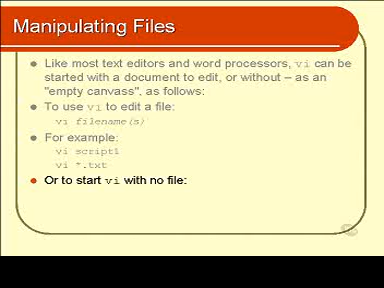 Manipulating Files
Like most text editors and word processors, vi can be
started with a document to edit, or without – as an
"empty canvass", as follows:
To use vi to edit a file:
vi filename(s)
For example:
vi script1
vi *.txt
Or to start vi with no file: